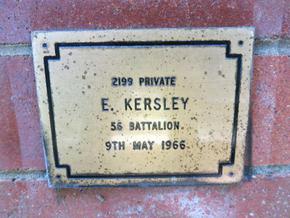 2199 PRIVATE
E. KERSLEY
56 BATTALION.
9TH MAY 1966